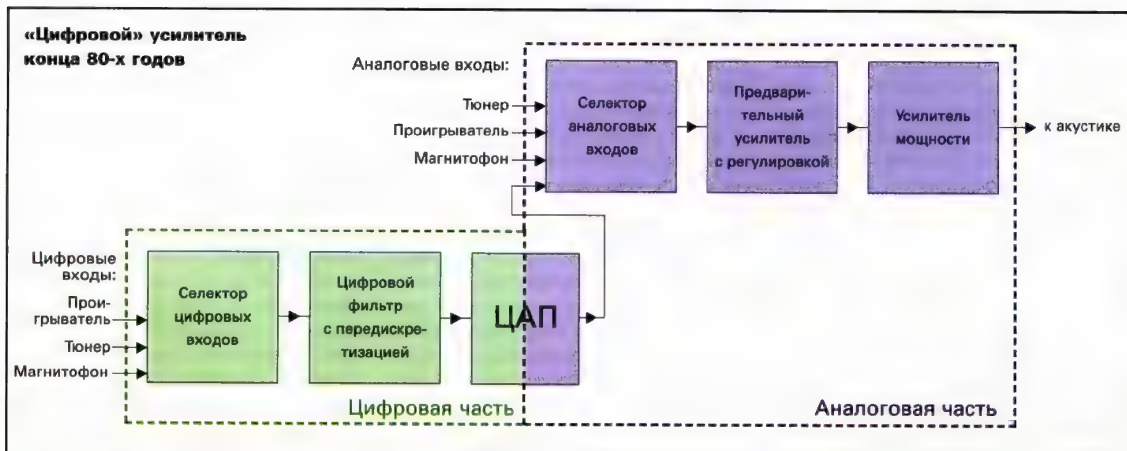 «Цифровой» усилитель
конца 80-х годов
Аналоговые входы:
Тюнер
Проигрыватель
Магнитофон
Селектор
аналоговых
входов
Предвари-
тельный
усилитель
с регулировкой
Усилитель
мощности
к акустике
Цифровые
входы:
Прои-
грыватель
Тюнер
Магнитофон
Селектор
цифровых
входов
Цифровой
фильтр
с передискре-
тизацией
ЦАП
Цифровая часть
Аналоговая часть